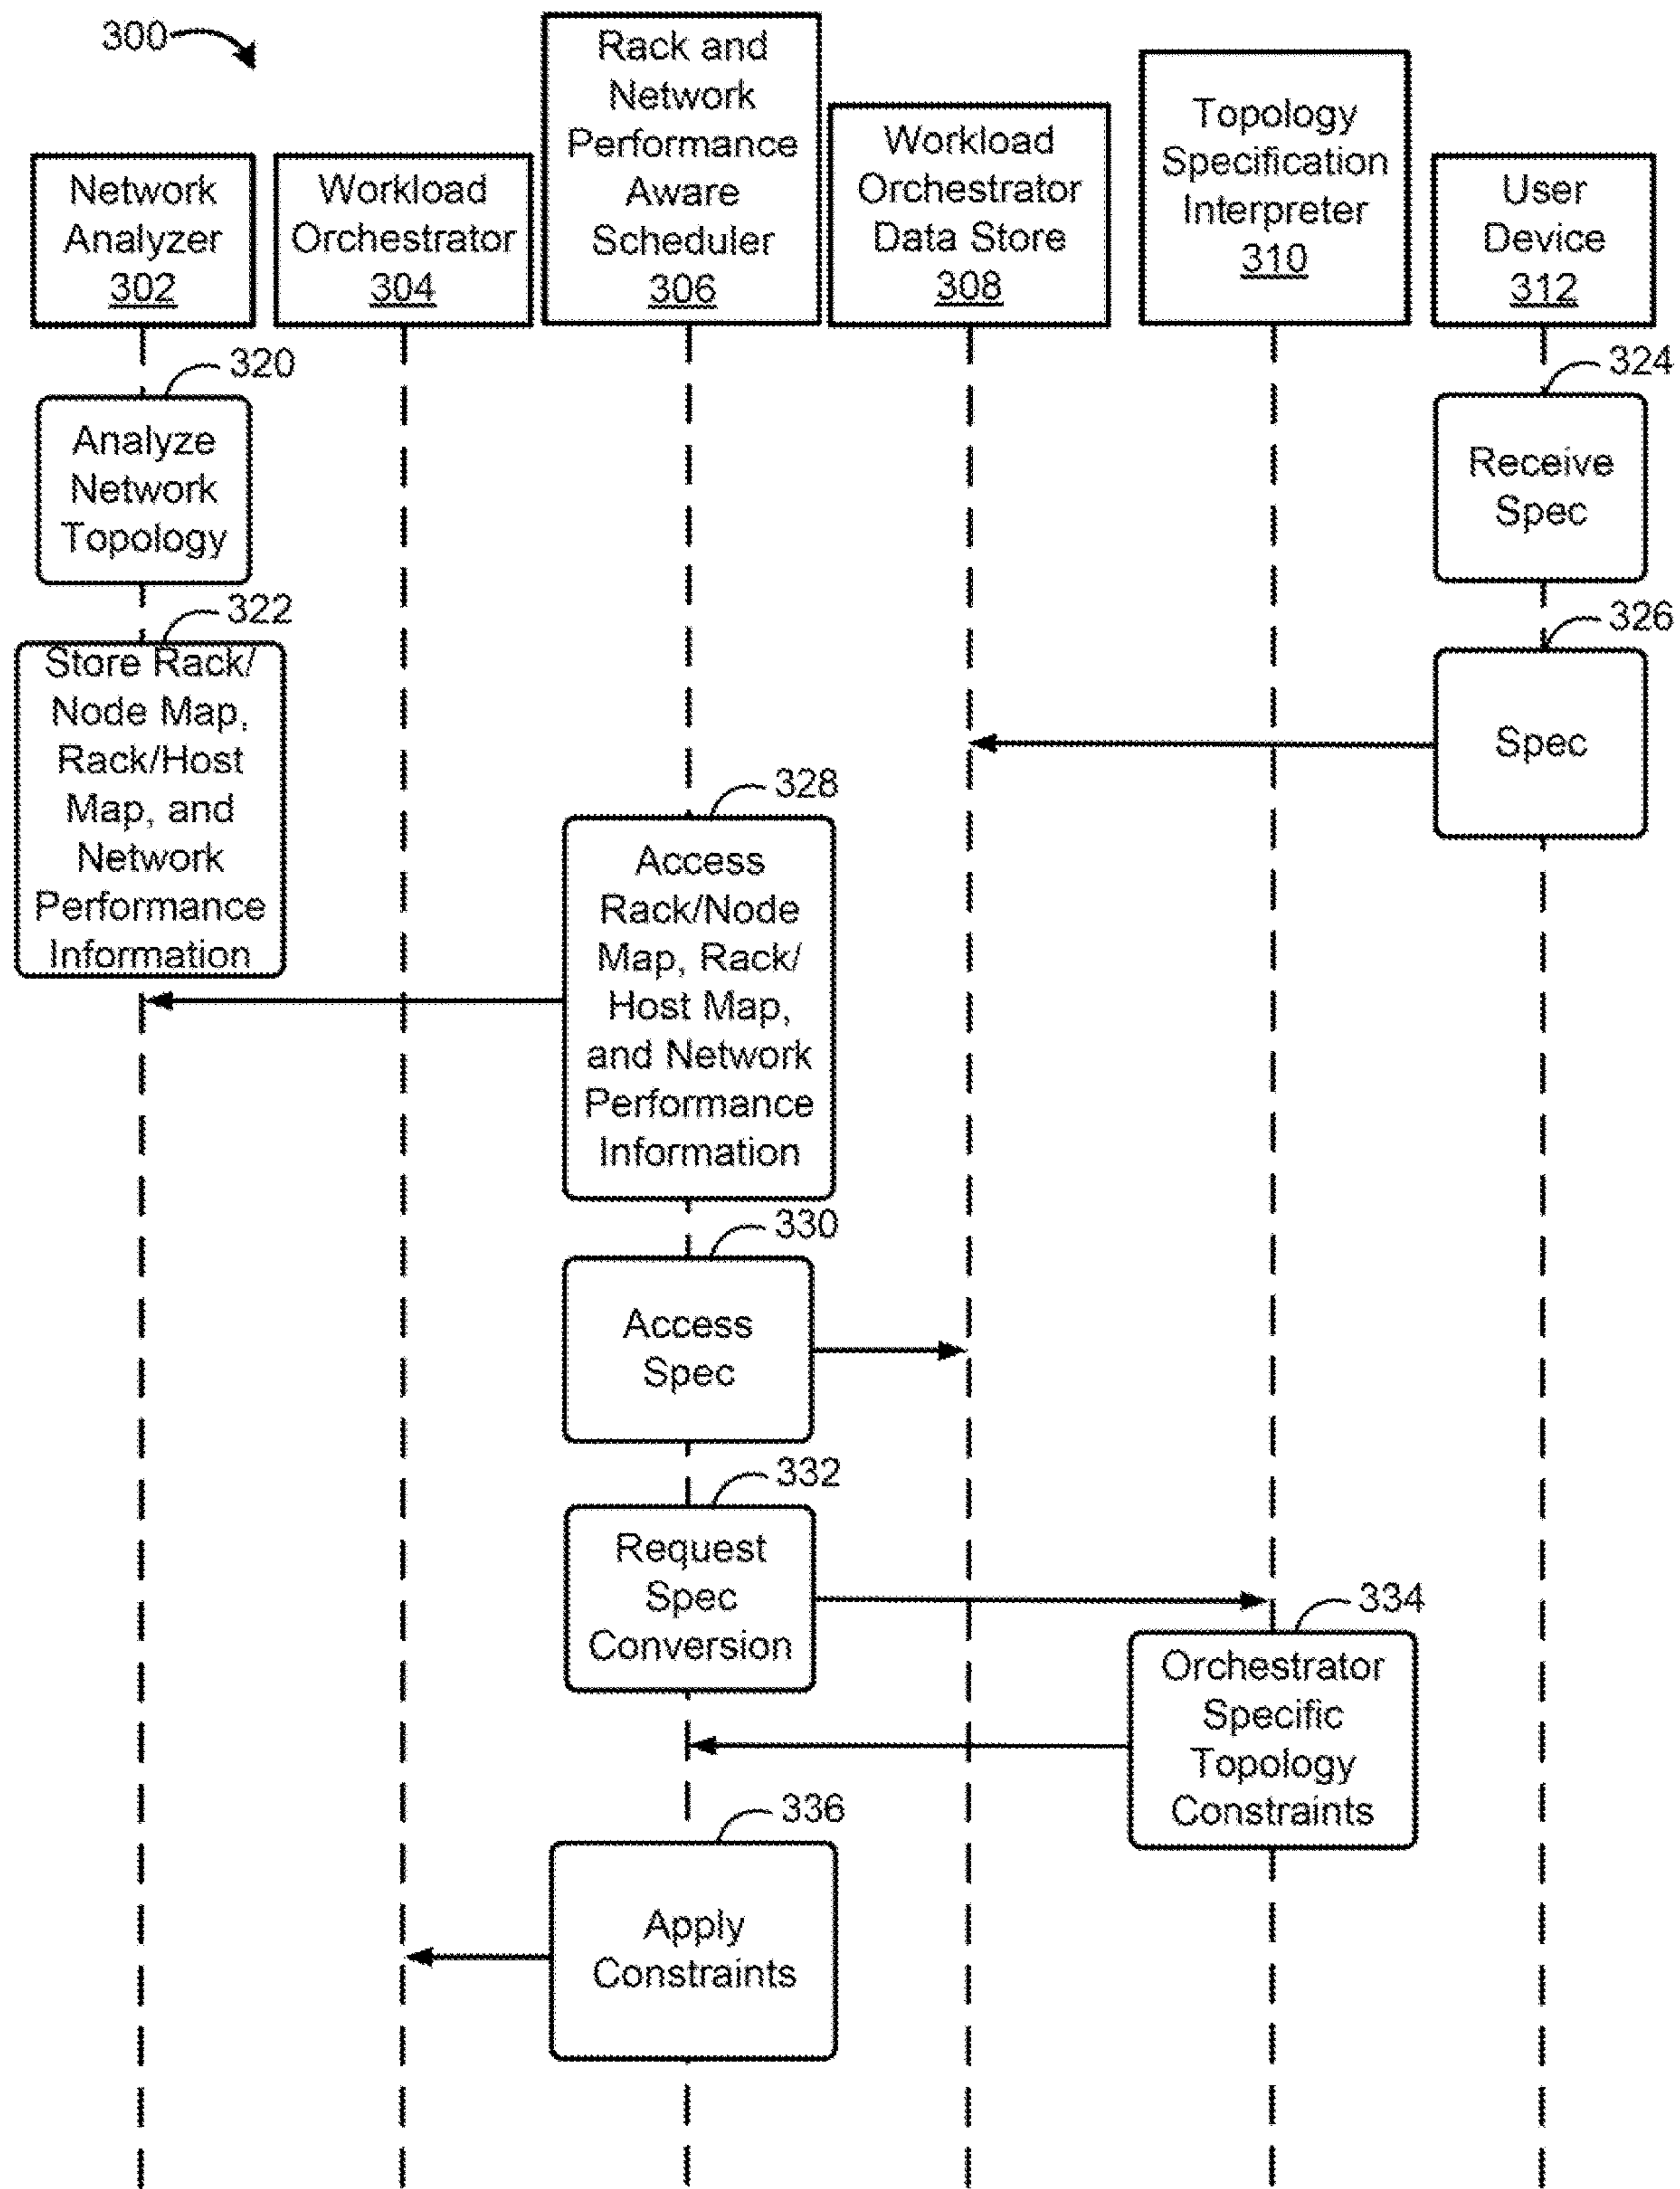 300
Network
Analyzer
302
Workload
Orchestrator
304
Rack and
Network
Performance
Aware
Scheduler
306
Workload
Orchestrator
Data Store
308
Topology
Specification
Interpreter
310
User
Device
312
320
Analyze
Network
Topology
324
Receive
Spec
322
Store Rack/
Node Map,
Rack/Host
Map, and
Network
Performance
Information
326
Spec
328
Access
Rack/Node
Map, Rack/
Host Map,
and Network
Performance
Information
330
Access
Spec
332
Request
Spec
Conversion
334
Orchestrator
Specific
Topology
Constraints
336
Apply
Constraints